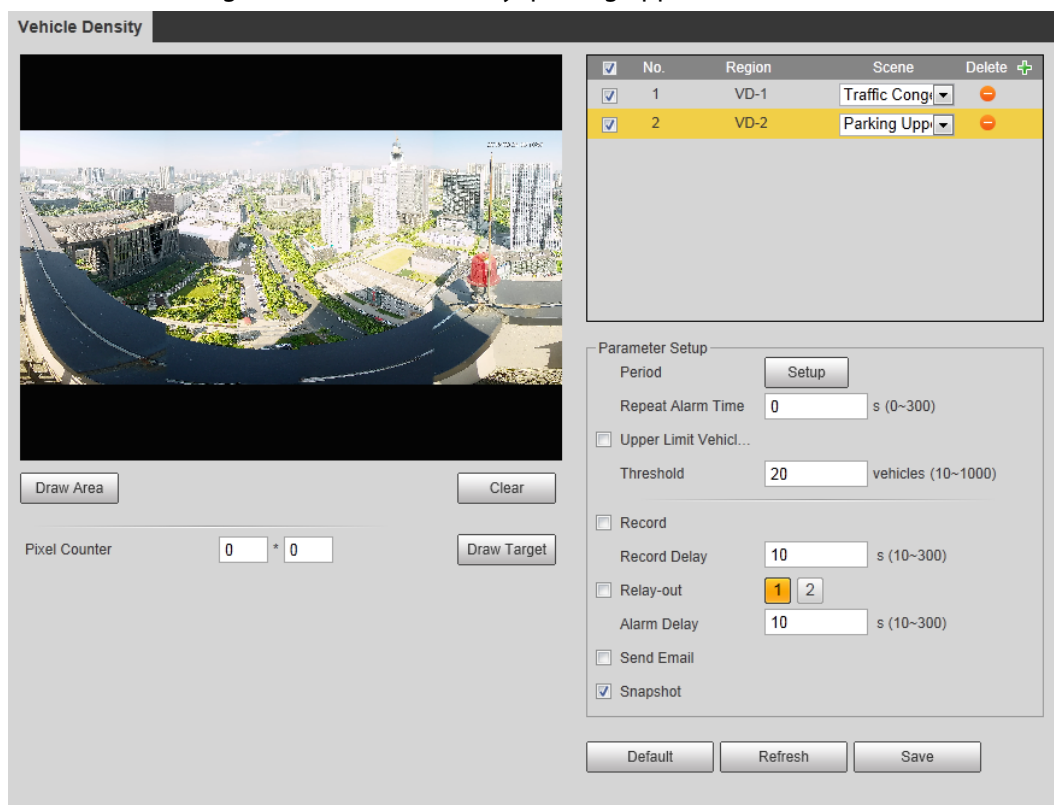 Vehicle Density
No. Region Scene Delete
1 VD-1 Traffic Cong
2 VD-2 Parking Upp
Parameter Setup
Period Setup
Repeat Alarm Time 0 s (0~300)
Upper Limit Vehicl...
Threshold 20 vehicles (10~1000)
Draw Area Clear
Record
Pixel Counter 0 * 0 Draw Target
Record Delay 10 s (10~300)
Relay-out 1 2
Alarm Delay 10 s (10~300)
Send Email
Snapshot
Default Refresh Save